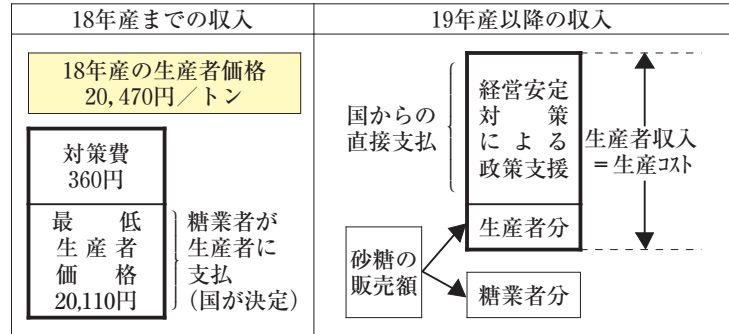 18年産までの収入
18年産の生産者価格
20,470円／トン
対策費
360円
最低
生産者
価格
20,110円
糖業者が
生産者に
支払
(国が決定)
19年産以降の収入
国からの
直接支払
経営安定
対策
による
政策支援
生産者分
生産者収入
＝生産コスト
砂糖の
販売額
糖業者分